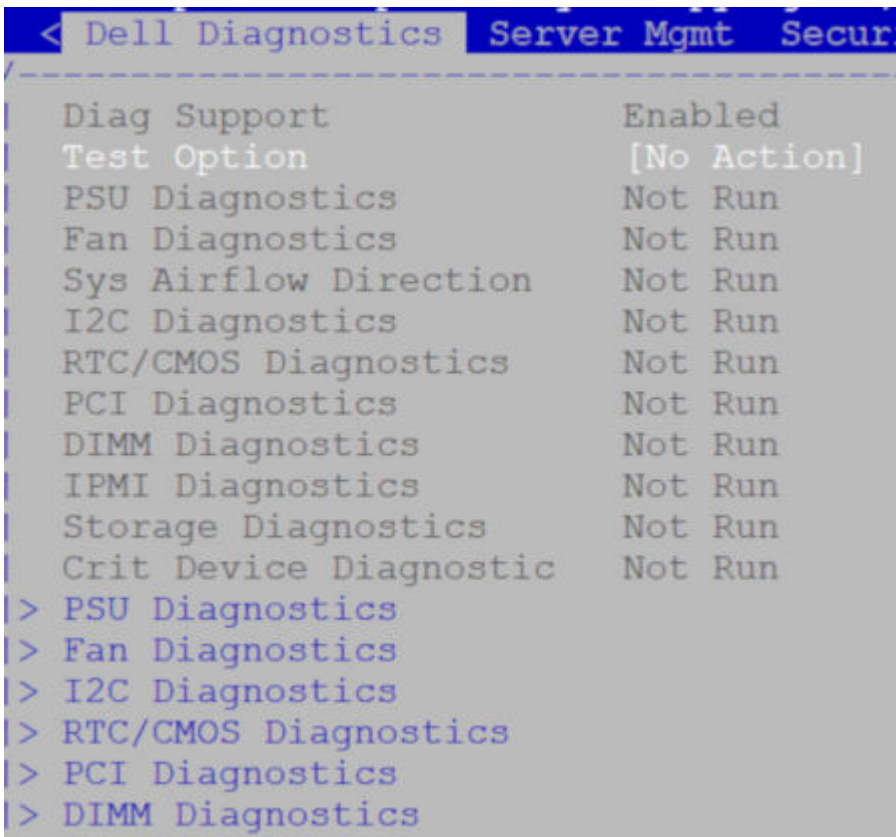 < Dell Diagnostics Server Mgmt Secur
Diag Support Enabled
Test Option [No Action]
PSU Diagnostics Not Run
Fan Diagnostics Not Run
Sys Airflow Direction Not Run
I2C Diagnostics Not Run
RTC/CMOS Diagnostics Not Run
PCI Diagnostics Not Run
DIMM Diagnostics Not Run
IPMI Diagnostics Not Run
Storage Diagnostics Not Run
Crit Device Diagnostic Not Run
> PSU Diagnostics
> Fan Diagnostics
> I2C Diagnostics
> RTC/CMOS Diagnostics
> PCI Diagnostics
> DIMM Diagnostics